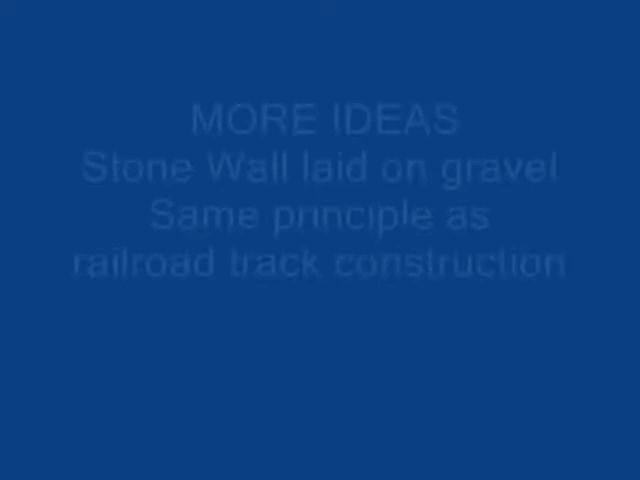 MORE IDEAS
Stone Wall laid on gravel
Same principle as
railroad track construction